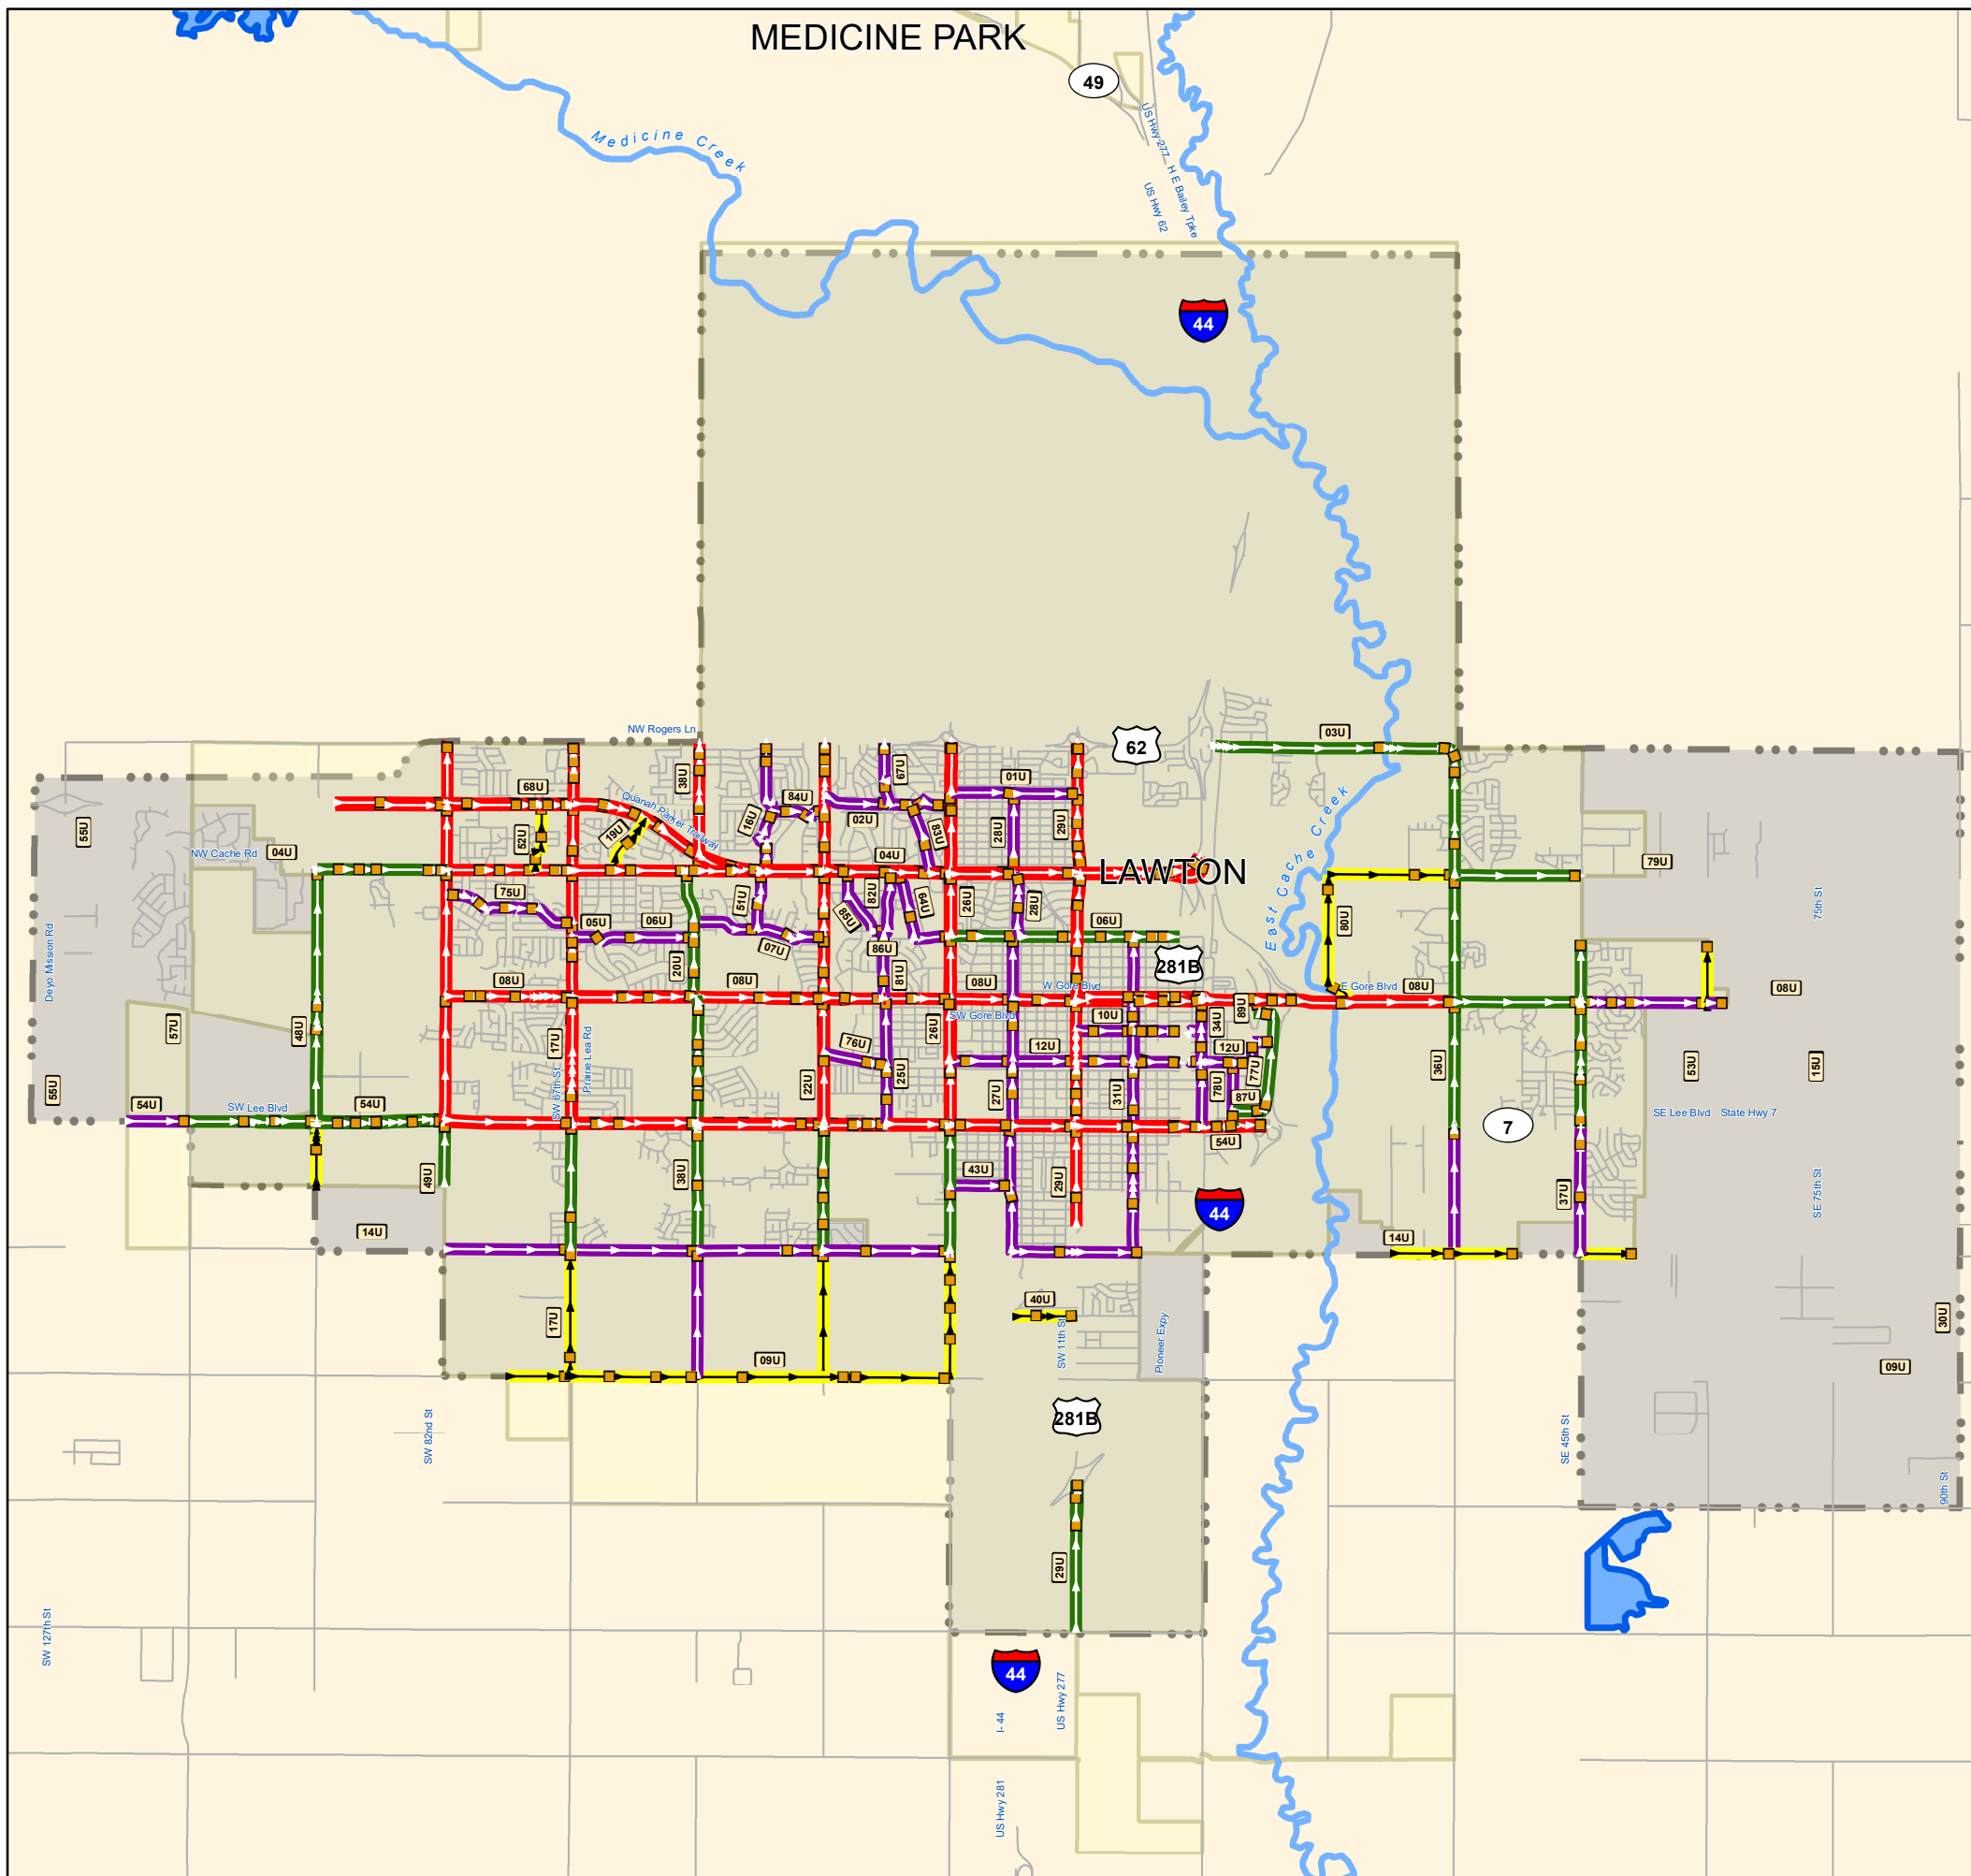 MEDICINE PARK
49
Medicine Creek
US Hwy 277
H E Bailey Tpke
US Hwy 62
44
NW Rogers Ln
62
03U
38U
67U
01U
68U
Quanah Parker Trailway
84U
16U
02U
83U
28U
29U
55U
52U
19U
NW Cache Rd
04U
04U
LAWTON
East Cache Creek
79U
75U
51U
82U
64U
26U
28U
85U
05U
06U
06U
80U
75th St
07U
86U
Deyo Mission Rd
20U
81U
281B
08U
08U
08U
W Gore Blvd
E Gore Blvd
08U
08U
57U
48U
17U
Prairie Lea Rd
26U
SW Gore Blvd
10U
34U
89U
76U
12U
12U
36U
53U
15U
55U
SW 67th St
22U
25U
27U
31U
78U
77U
87U
54U
SW Lee Blvd
54U
54U
7
SE Lee Blvd
State Hwy 7
49U
38U
43U
29U
44
37U
SE 75th St
14U
14U
17U
40U
SW 11th St
Pioneer Expy
30U
09U
09U
281B
SW 82nd St
SE 45th St
90th St
29U
SW 127th St
44
I- 44
US Hwy 277
US Hwy 281